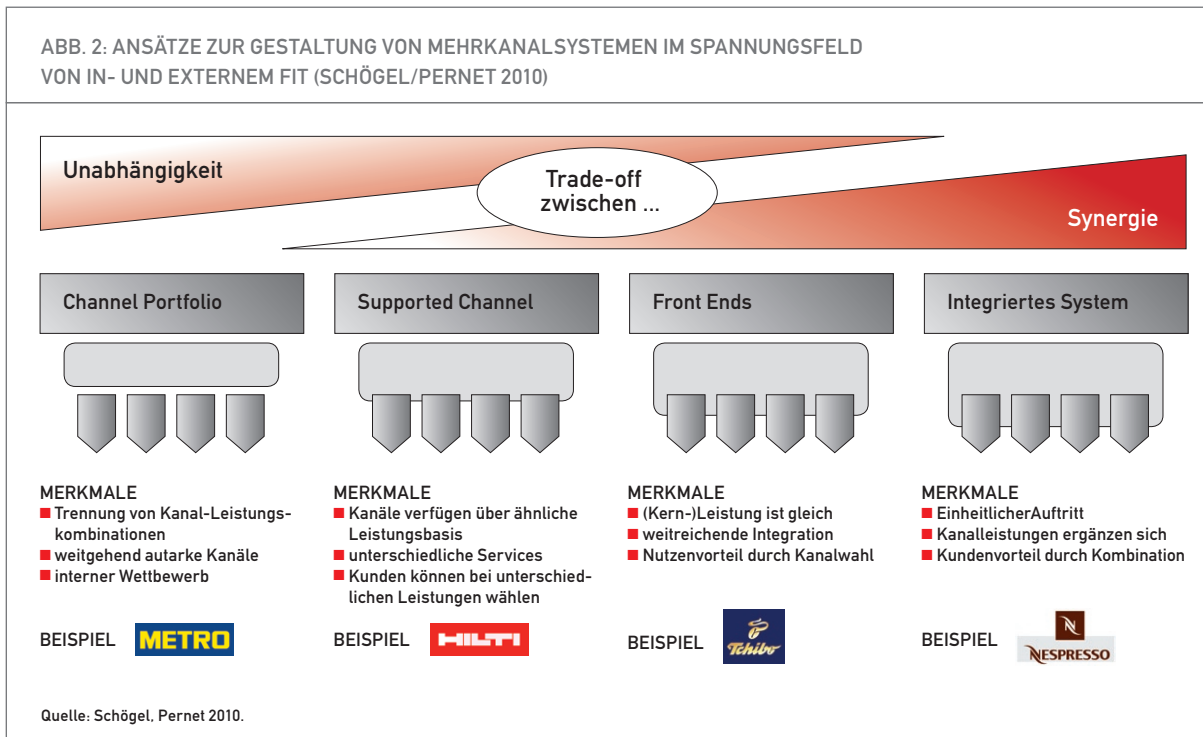 ABB. 2: ANSÄTZE ZUR GESTALTUNG VON MEHRKANALSYSTEMEN IM SPANNUNGSFELD
VON IN- UND EXTERNEM FIT (SCHÖGEL/PERNET 2010)
Unabhängigkeit
Trade-off
zwischen ...
Synergie
Channel Portfolio
Supported Channel
Front Ends
Integriertes System
MERKMALE
Trennung von Kanal-Leistungs-
kombinationen
weitgehend autarke Kanäle
interner Wettbewerb
BEISPIEL METRO
MERKMALE
Kanäle verfügen über ähnliche
Leistungsbasis
unterschiedliche Services
Kunden können bei unterschied-
lichen Leistungen wählen
BEISPIEL HILTI
MERKMALE
(Kern-)Leistung ist gleich
weitreichende Integration
Nutzenvorteil durch Kanalwahl
BEISPIEL Tchibo
MERKMALE
EinheitlicherAuftritt
Kanalleistungen ergänzen sich
Kundenvorteil durch Kombination
BEISPIEL N NESPRESSO
Quelle: Schögel, Pernet 2010.